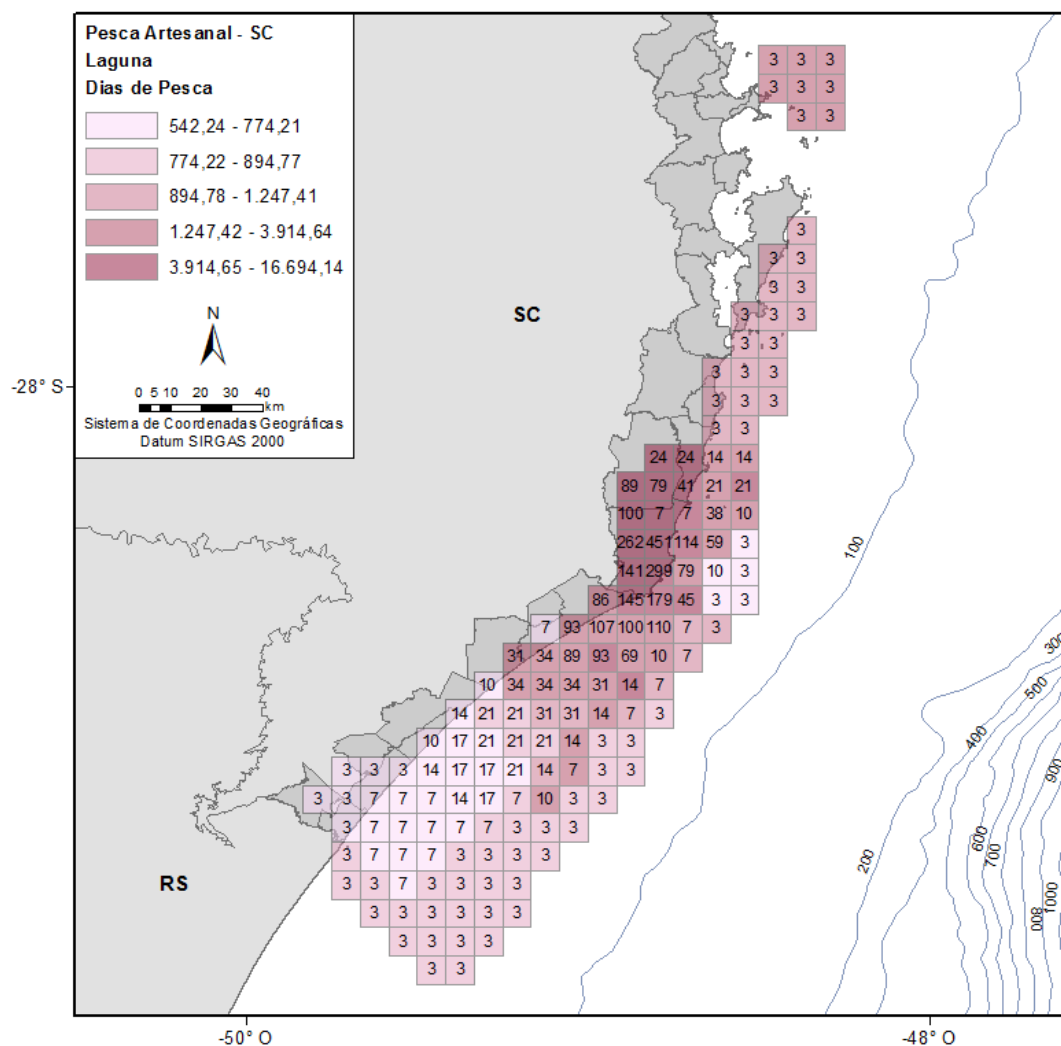 Pesca Artesanal - SC
Laguna
Dias de Pesca
542,24 - 774,21
774,22 - 894,77
894,78 - 1.247,41
1.247,42 - 3.914,64
3.914,65 - 16.694,14
N
0 5 10 20 30 40
km
Sistema de Coordenadas Geográficas
Datum SIRGAS 2000
3 3 3
3 3 3
3 3
3
3 3
3 3
SC
3 3 3
3 3
-28° S
3 3 3
3 3 3
3 3
24 24 14 14
89 79 41 21 21
100 7 7 38 10
262 451 114 59 3
100
141 299 79 10 3
86 145 179 45 3 3
7 93 107 100 110 7 3
31 34 89 93 69 10 7
300
10 34 34 34 31 14 7
500
14 21 21 31 31 14 7 3
400
10 17 21 21 21 14 3 3
3 3 3 14 17 17 21 14 7 3 3
900
3 3 7 7 7 14 17 7 10 3 3
3 7 7 7 7 7 3 3 3
600
3 7 7 7 3 3 3 3
700
200
RS
3 3 7 3 3 3 3
1000
3 3 3 3 3 3
800
3 3 3 3
3 3
-50° O
-48° O